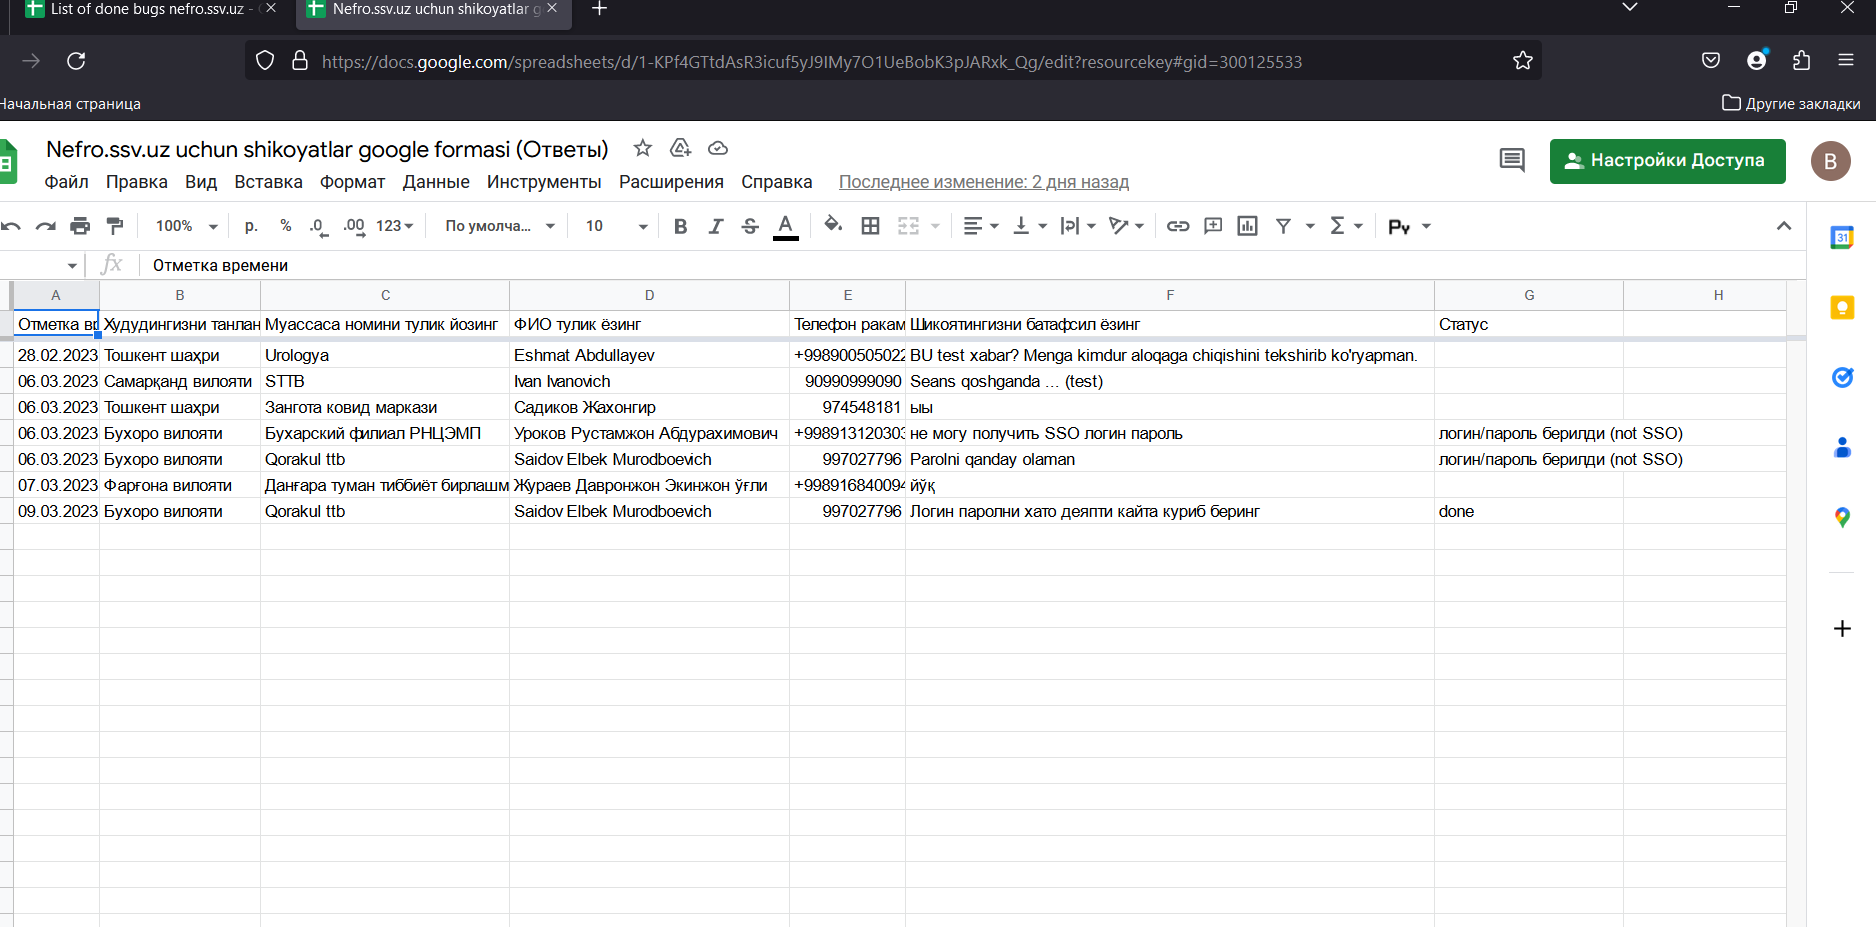 List of done bugs nefro.ssv.uz -
Nefro.ssv.uz uchun shikoyatlar g
https://docs.google.com/spreadsheets/d/1-KPf4GTtdAsR3icuf5yJ9IMy7O1UeBobK3pJARxk_Qg/edit?resourcekey#gid=300125533
Начальная страница
Другие закладки
Nefro.ssv.uz uchun shikoyatlar google formasi (Ответы)
Настройки Доступа
B
Файл Правка Вид Вставка Формат Данные Инструменты Расширения Справка Последнее изменение: 2 дня назад
100% р. % .0 .00 123 По умолча... 10 B I S A Σ Ру
31
fx Отметка времени
A B C D E F G H
Отметка вр Ҳудудингизни танлан Муассаса номини тулик йозинг ФИО тулик ёзинг Телефон ракам Шикоятингизни батафсил ёзинг Статус
28.02.2023 Тошкент шаҳри Urologya Eshmat Abdullayev +998900505022 BU test xabar? Menga kimdur aloqaga chiqishini tekshirib ko'ryapman.
06.03.2023 Самарқанд вилояти STTB Ivan Ivanovich 90990999090 Seans qoshganda ... (test)
06.03.2023 Тошкент шаҳри Зангота ковид маркази Садиков Жахонгир 974548181 ыы
06.03.2023 Бухоро вилояти Бухарский филиал РНЦЭМП Уроков Рустамжон Абдурахимович +998913120303 не могу получить SSO логин пароль логин/пароль берилди (not SSO)
06.03.2023 Бухоро вилояти Qorakul ttb Saidov Elbek Murodboevich 997027796 Parolni qanday olaman логин/пароль берилди (not SSO)
07.03.2023 Фарғона вилояти Данғара туман тиббиёт бирлашм Жураев Давронжон Экинжон ўғли +998916840094 йўқ
09.03.2023 Бухоро вилояти Qorakul ttb Saidov Elbek Murodboevich 997027796 Логин паролни хато деяпти кайта куриб беринг done